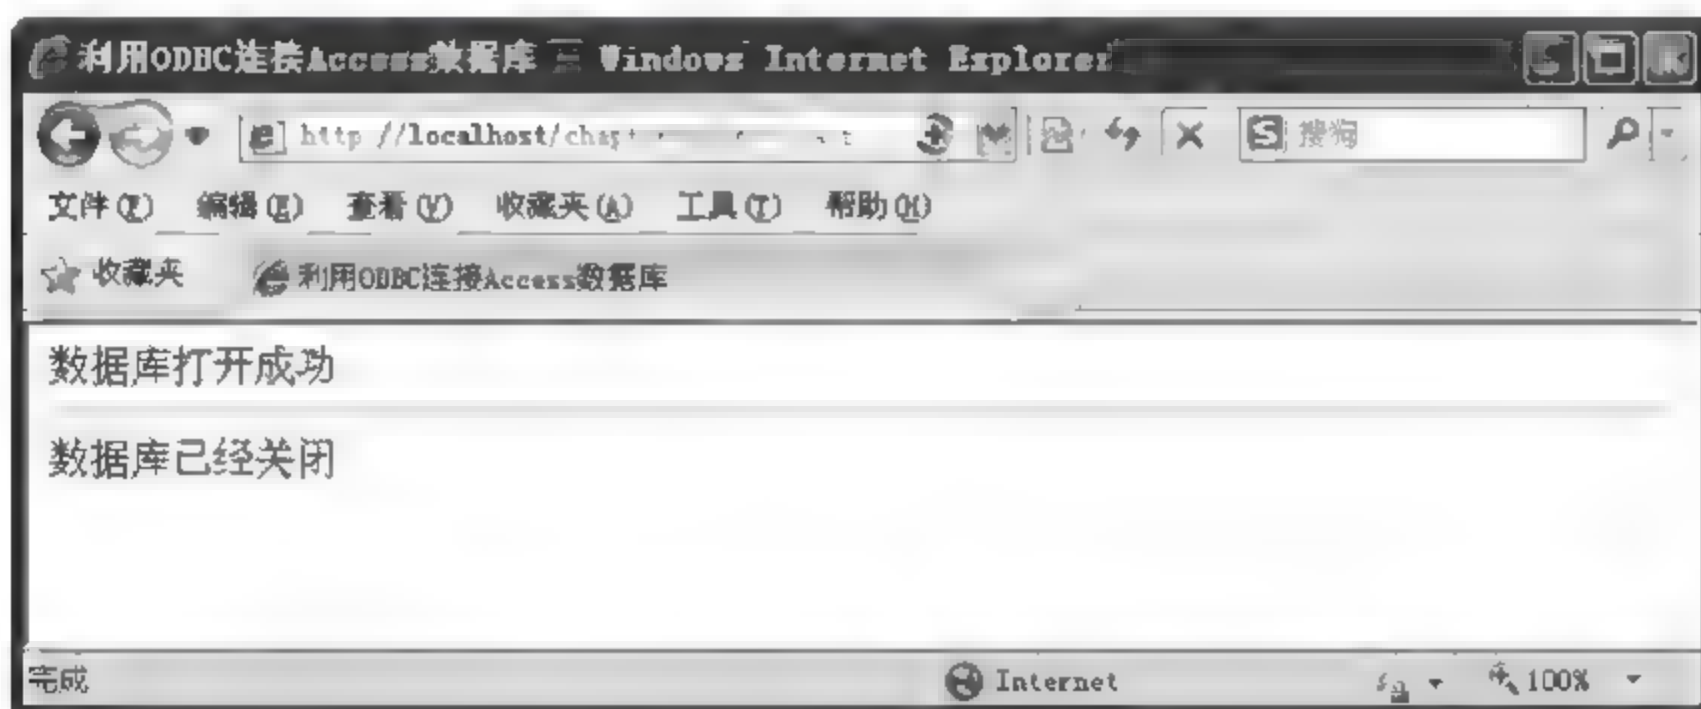 利用ODBC连接Access数据库 - Windows Internet Explorer
http://localhost/chap
搜狗
文件(F) 编辑(E) 查看(V) 收藏夹(A) 工具(T) 帮助(H)
收藏夹 利用ODBC连接Access数据库
数据库打开成功
数据库已经关闭
完成 Internet 100%